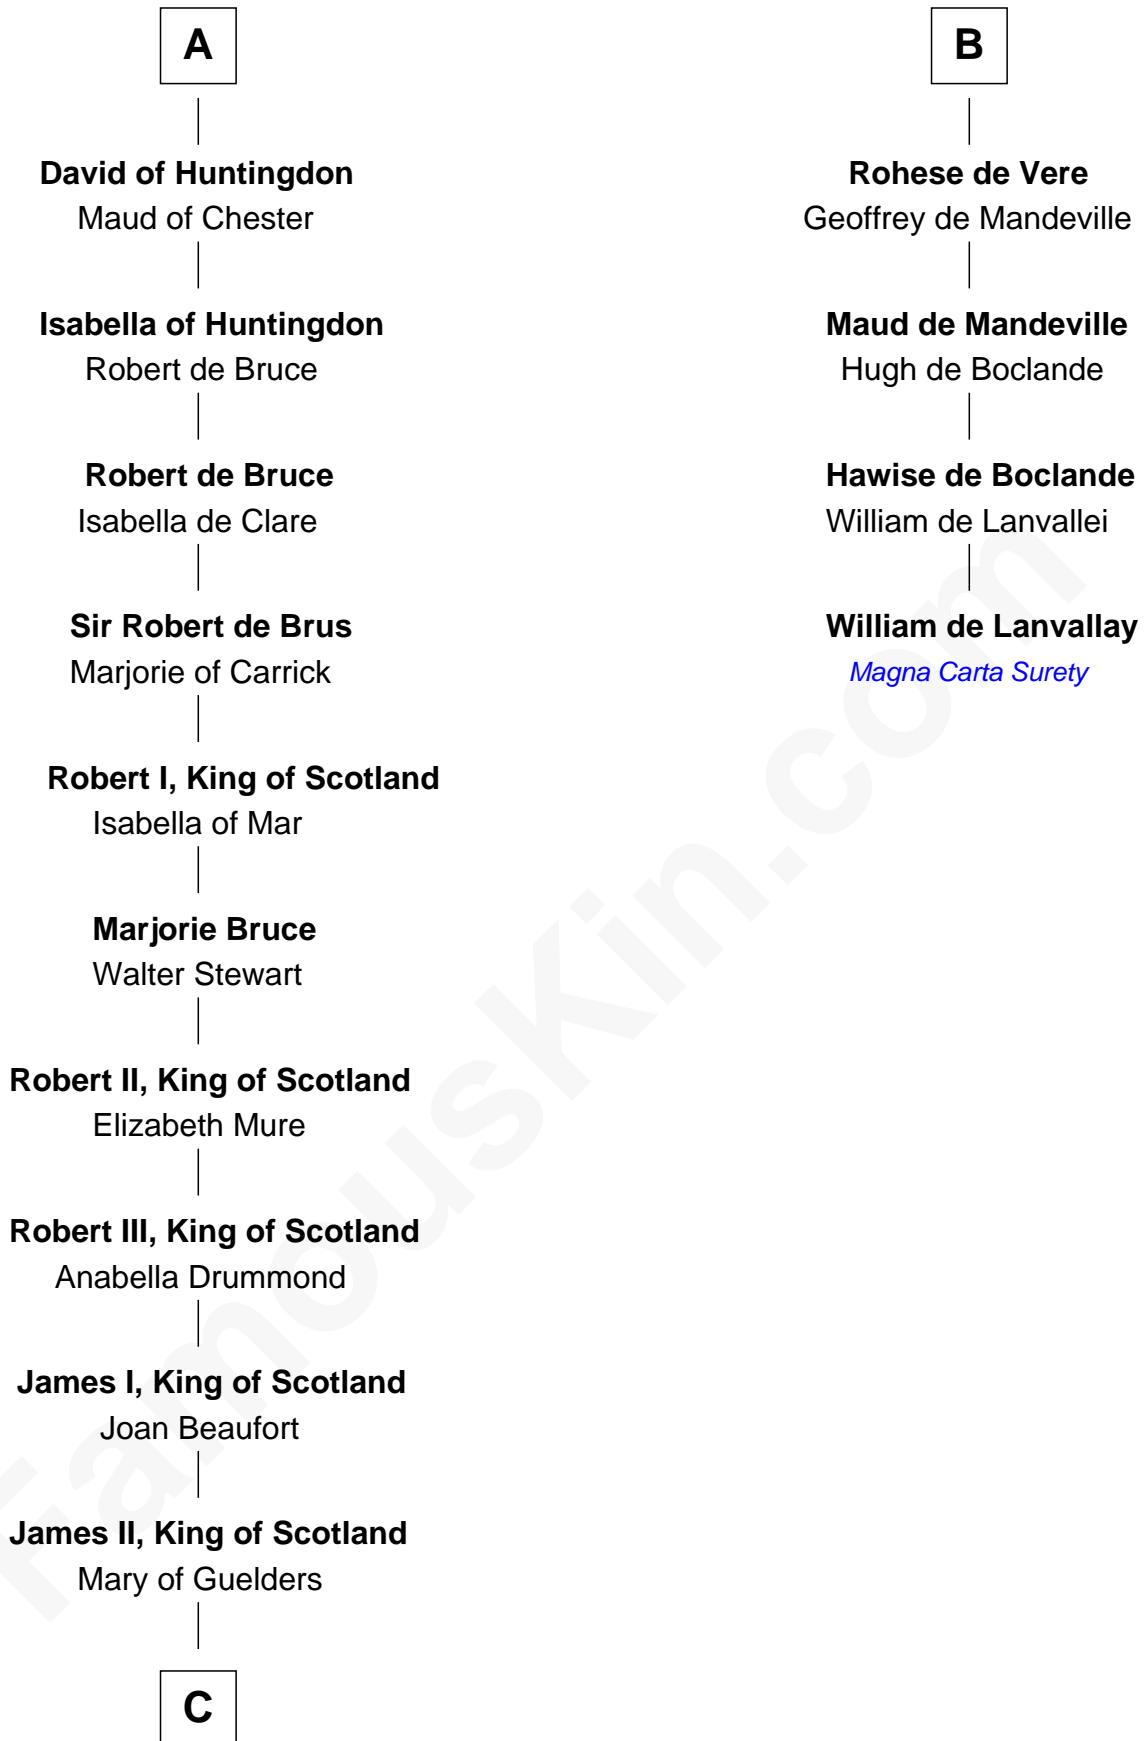 A
David of Huntingdon
Maud of Chester
Isabella of Huntingdon
Robert de Bruce
Robert de Bruce
Isabella de Clare
Sir Robert de Brus
Marjorie of Carrick
Robert I, King of Scotland
Isabella of Mar
Marjorie Bruce
Walter Stewart
Robert II, King of Scotland
Elizabeth Mure
Robert III, King of Scotland
Anabella Drummond
James I, King of Scotland
Joan Beaufort
James II, King of Scotland
Mary of Guelders
C
B
Rohese de Vere
Geoffrey de Mandeville
Maud de Mandeville
Hugh de Boclande
Hawise de Boclande
William de Lanvallei
William de Lanvallay
Magna Carta Surety
FamousKin.com